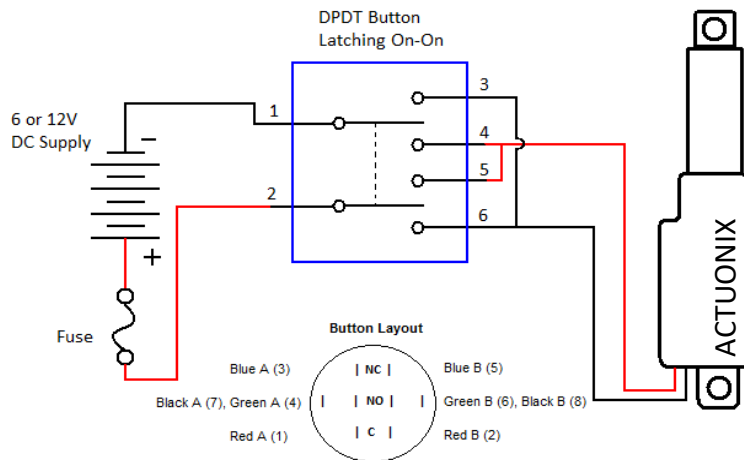 DPDT Button
Latching On-On
6 or 12V
DC Supply
−
+
1
2
3
4
5
6
Fuse
ACTUONIX
Button Layout
Blue A (3)
| NC |
Blue B (5)
Black A (7), Green A (4)
| | NO | |
Green B (6), Black B (8)
Red A (1)
| C |
Red B (2)